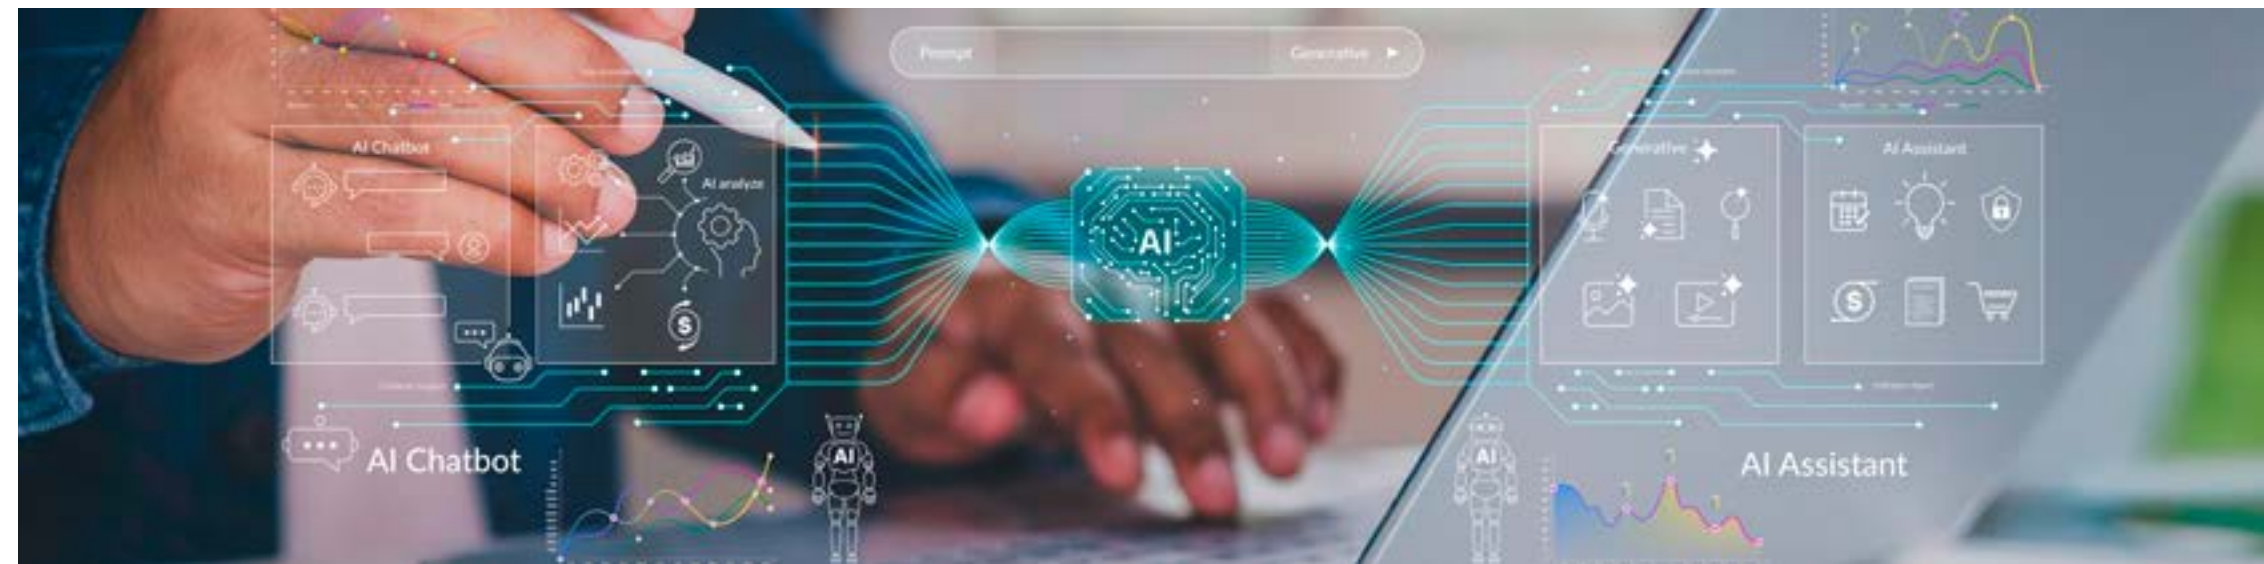 Prompt
Generative
AI Chatbot
AI analyze
AI
Generative
AI Assistant
AI Chatbot
AI
AI
AI Assistant